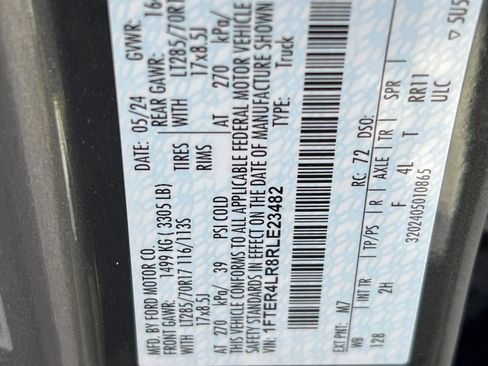 MFD. BY FORD MOTOR CO.
DATE: 05/24 GVWR: 16
FRONT GAWR: 1499 KG ( 3305 LB) REAR GAWR:
LT285/70R17 116/113S TIRES WITH LT285/70R17
17x8.5J RIMS 17x8.5J
AT 270 kPa/ 39 PSI COLD AT 270 kPa/
THIS VEHICLE CONFORMS TO ALL APPLICABLE FEDERAL MOTOR VEHICLE
SAFETY STANDARDS IN EFFECT ON THE DATE OF MANUFACTURE SHOWN
VIN: 1FTER4LR8RLE23482 TYPE: Truck
EXT PNT: M7 RC: 72 DSO:
WB INT TR TP/PS R AXLE TR SPR
128 2H F 4L T RR11
3202405010865 ULC
5U5